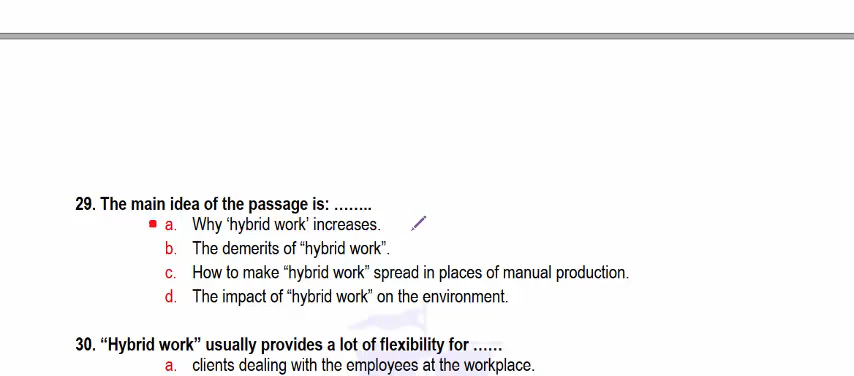 29. The main idea of the passage is: ........
a. Why ‘hybrid work’ increases.
b. The demerits of “hybrid work”.
c. How to make “hybrid work” spread in places of manual production.
d. The impact of “hybrid work” on the environment.
30. “Hybrid work” usually provides a lot of flexibility for ......
a. clients dealing with the employees at the workplace.